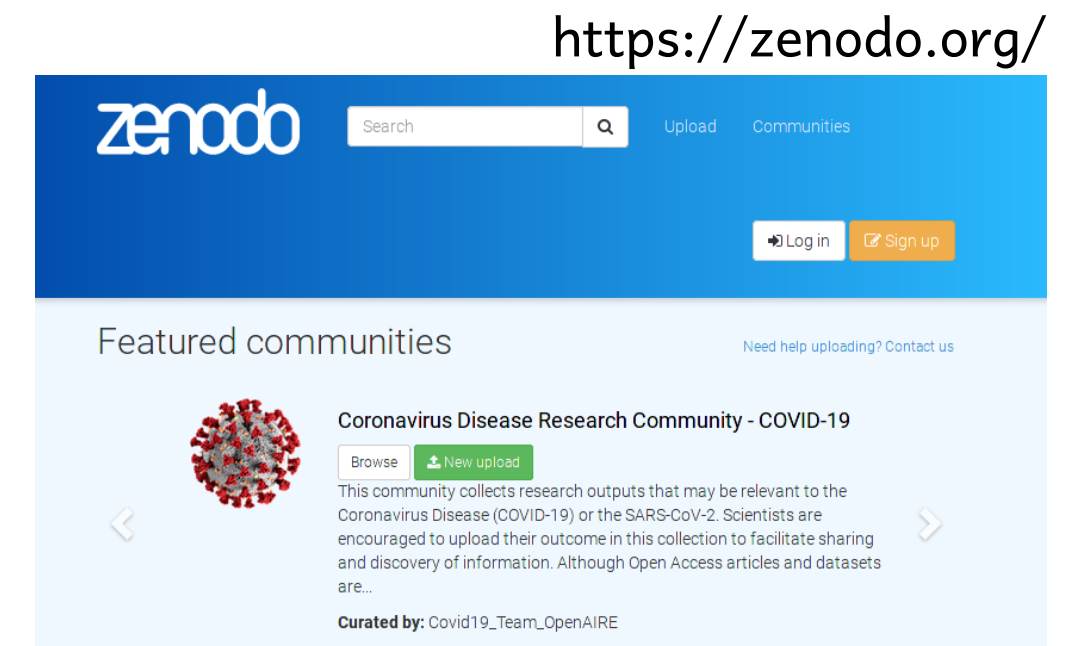 https://zenodo.org/
zenodo
Search
Upload
Communities
Log in
Sign up
Featured communities
Need help uploading? Contact us
Coronavirus Disease Research Community - COVID-19
Browse
New upload
This community collects research outputs that may be relevant to the
Coronavirus Disease (COVID-19) or the SARS-CoV-2. Scientists are
encouraged to upload their outcome in this collection to facilitate sharing
and discovery of information. Although Open Access articles and datasets
are...
Curated by: Covid19_Team_OpenAIRE